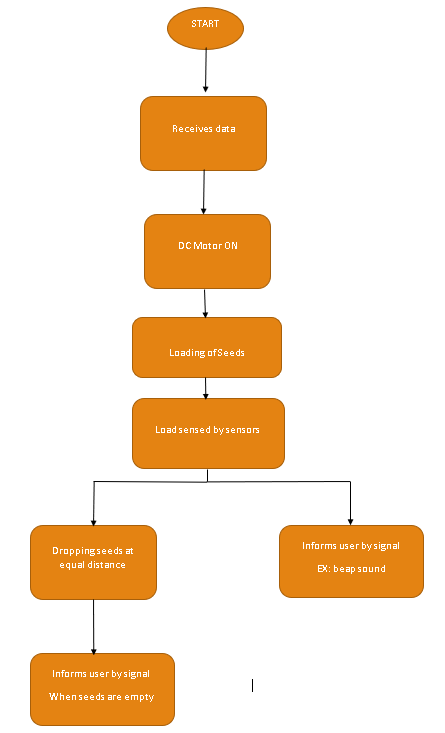 START
Receives data
DC Motor ON
Loading of Seeds
Load sensed by sensors
Dropping seeds at
equal distance
Informs user by signal
EX: beap sound
Informs user by signal
When seeds are empty